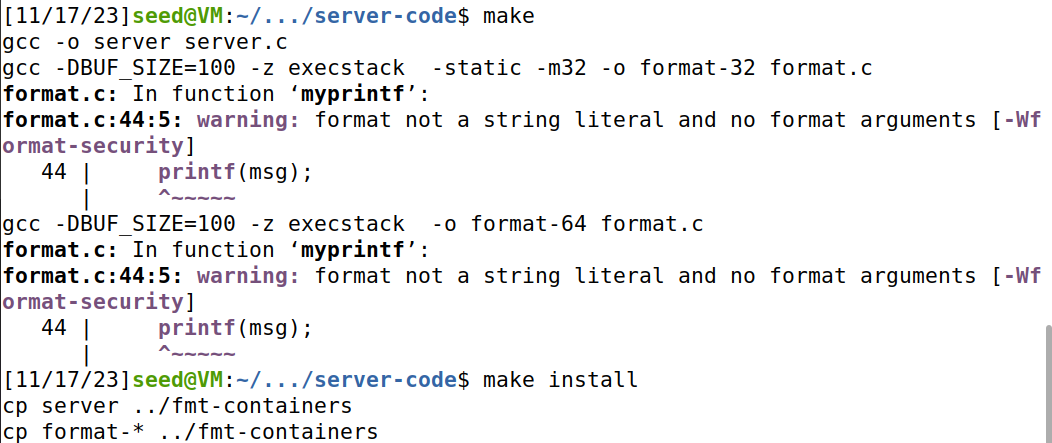 [11/17/23]seed@VM:~/.../server-code$ make
gcc -o server server.c
gcc -DBUF_SIZE=100 -z execstack  -static -m32 -o format-32 format.c
format.c: In function ‘myprintf’:
format.c:44:5: warning: format not a string literal and no format arguments [-Wf
ormat-security]
   44 |     printf(msg);
      |     ^~~~~~
gcc -DBUF_SIZE=100 -z execstack  -o format-64 format.c
format.c: In function ‘myprintf’:
format.c:44:5: warning: format not a string literal and no format arguments [-Wf
ormat-security]
   44 |     printf(msg);
      |     ^~~~~~
[11/17/23]seed@VM:~/.../server-code$ make install
cp server ../fmt-containers
cp format-* ../fmt-containers